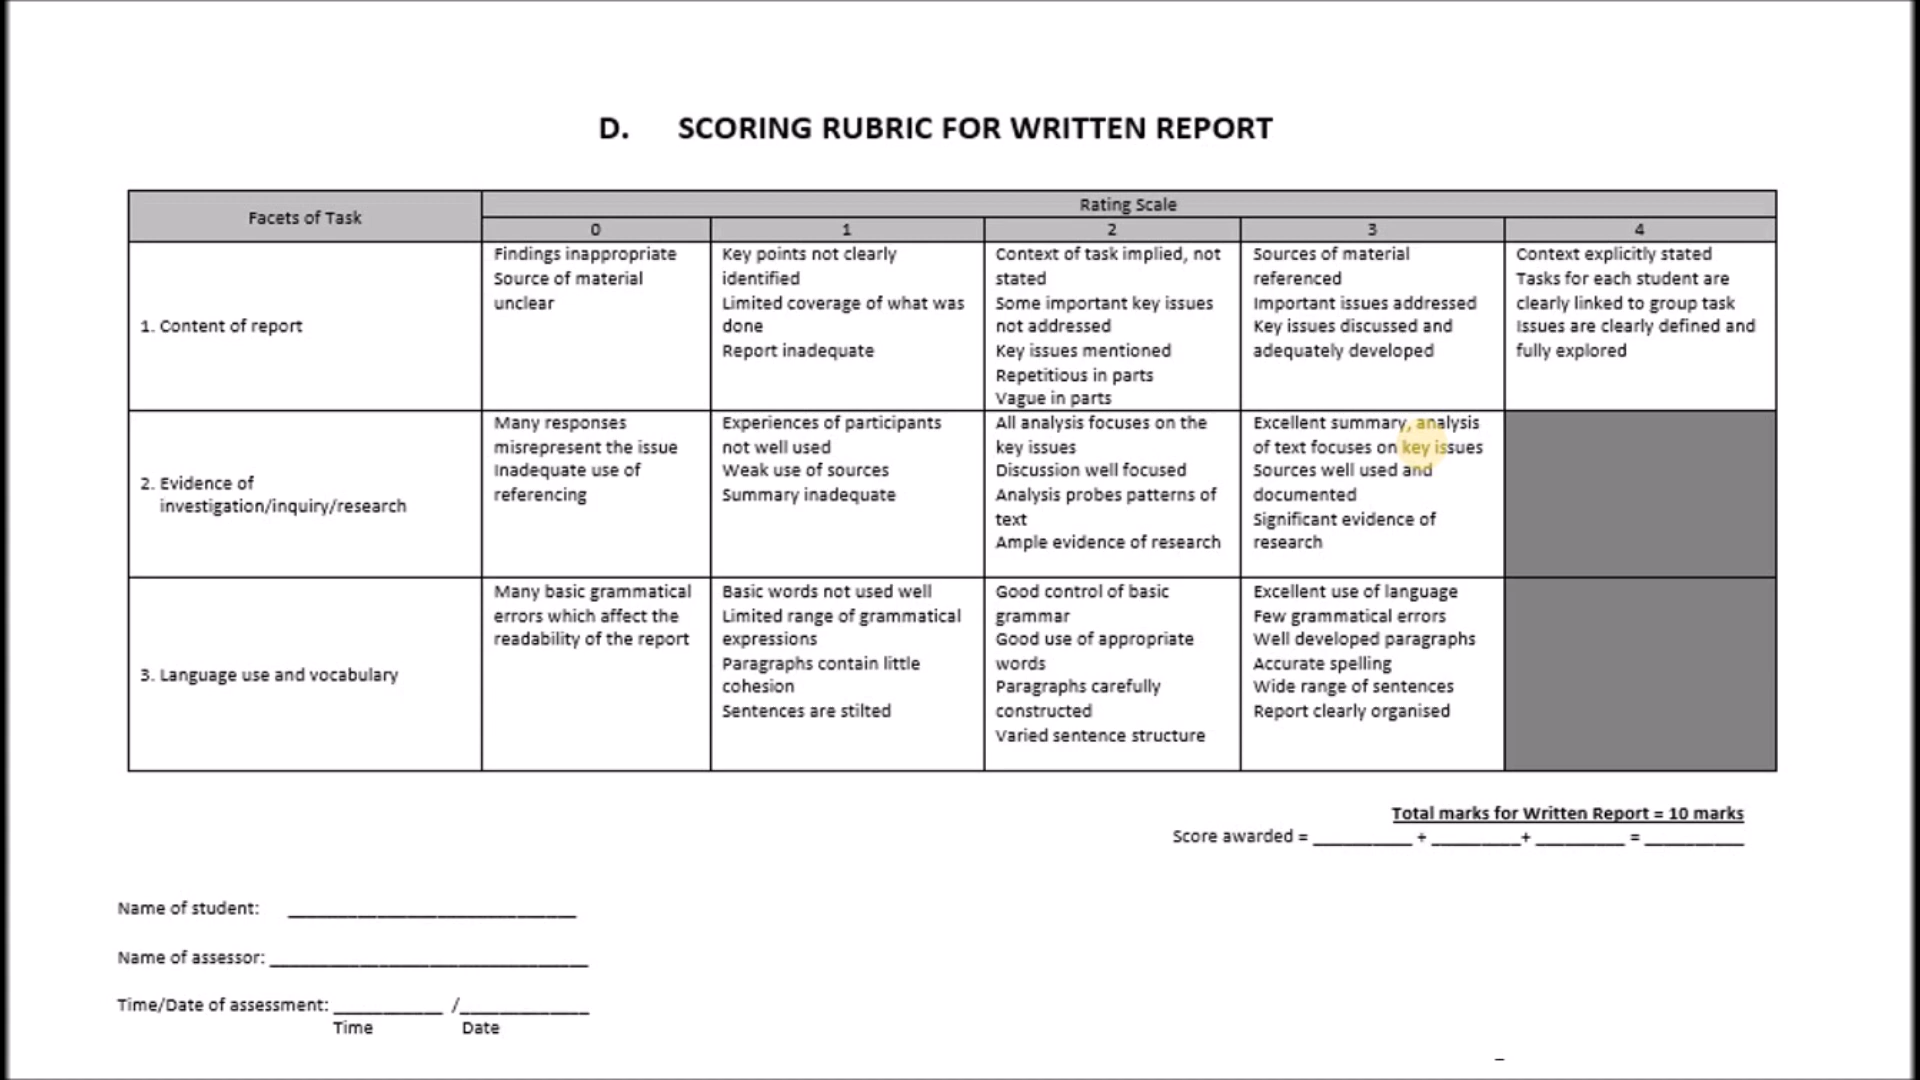 D. SCORING RUBRIC FOR WRITTEN REPORT
Facets of Task
Rating Scale
0
1
2
3
4
1. Content of report
Findings inappropriate
Source of material
unclear
Key points not clearly
identified
Limited coverage of what was
done
Report inadequate
Context of task implied, not
stated
Some important key issues
not addressed
Key issues mentioned
Repetitious in parts
Vague in parts
Sources of material
referenced
Important issues addressed
Key issues discussed and
adequately developed
Context explicitly stated
Tasks for each student are
clearly linked to group task
Issues are clearly defined and
fully explored
2. Evidence of
investigation/inquiry/research
Many responses
misrepresent the issue
Inadequate use of
referencing
Experiences of participants
not well used
Weak use of sources
Summary inadequate
All analysis focuses on the
key issues
Discussion well focused
Analysis probes patterns of
text
Ample evidence of research
Excellent summary, analysis
of text focuses on key issues
Sources well used and
documented
Significant evidence of
research
3. Language use and vocabulary
Many basic grammatical
errors which affect the
readability of the report
Basic words not used well
Limited range of grammatical
expressions
Paragraphs contain little
cohesion
Sentences are stilted
Good control of basic
grammar
Good use of appropriate
words
Paragraphs carefully
constructed
Varied sentence structure
Excellent use of language
Few grammatical errors
Well developed paragraphs
Accurate spelling
Wide range of sentences
Report clearly organised
Total marks for Written Report = 10 marks
Score awarded = __________ + _________+ _________ = __________
Name of student: _____________________________
Name of assessor: ________________________________
Time/Date of assessment: ___________ /_____________
Time Date